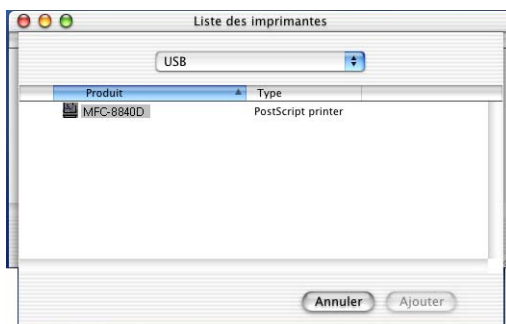 Liste des imprimantes
USB
Produit Type
MFC-8840D PostScript printer
Annuler Ajouter